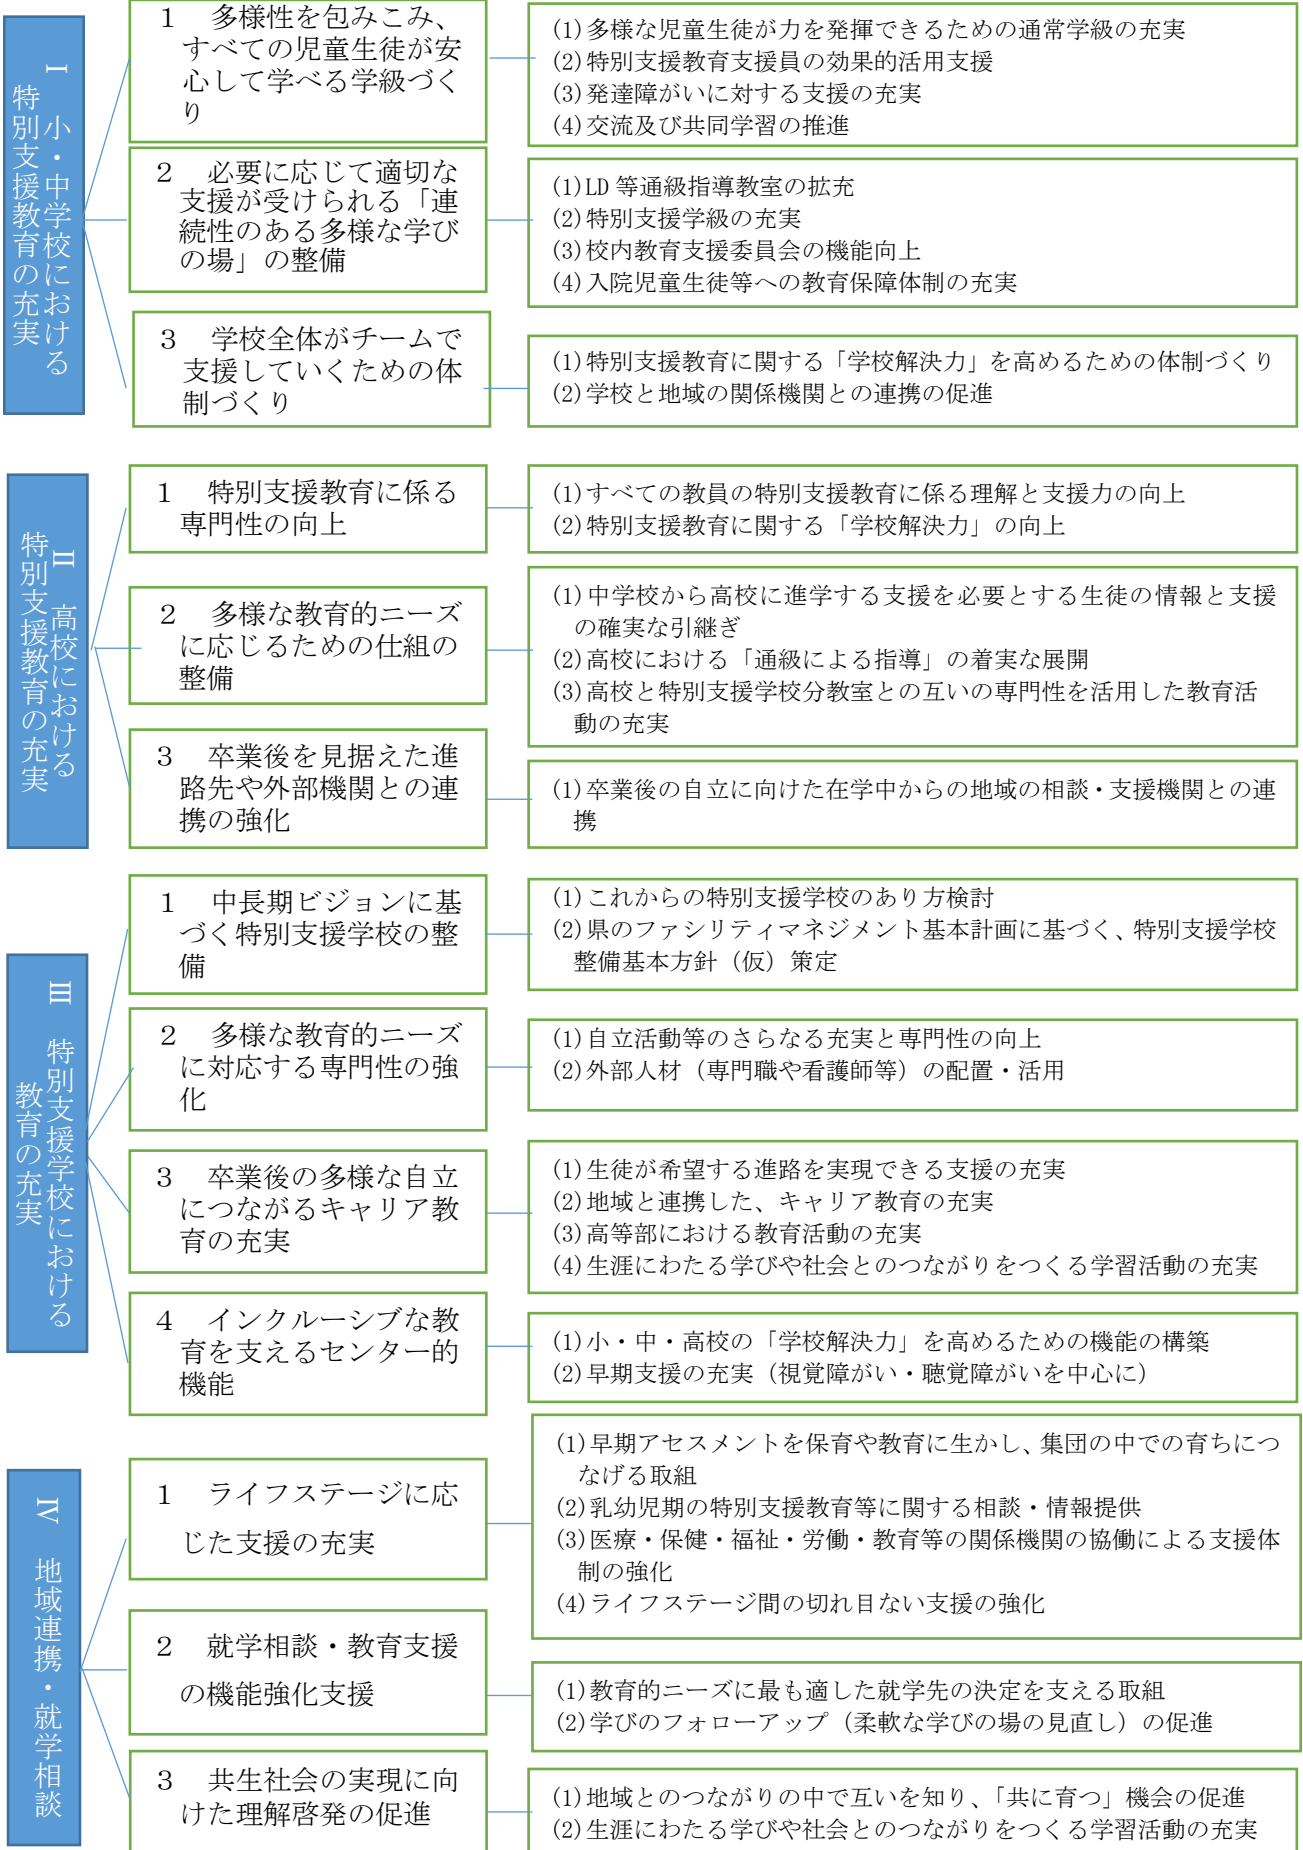 Ⅰ 小・中学校における
特別支援教育の充実
1 多様性を包みこみ、
すべての児童生徒が安
心して学べる学級づく
り
(1)多様な児童生徒が力を発揮できるための通常学級の充実
(2)特別支援教育支援員の効果的活用支援
(3)発達障がいに対する支援の充実
(4)交流及び共同学習の推進
2 必要に応じて適切な
支援が受けられる「連
続性のある多様な学び
の場」の整備
(1)LD等通級指導教室の拡充
(2)特別支援学級の充実
(3)校内教育支援委員会の機能向上
(4)入院児童生徒等への教育保障体制の充実
3 学校全体がチームで
支援していくための体
制づくり
(1)特別支援教育に関する「学校解決力」を高めるための体制づくり
(2)学校と地域の関係機関との連携の促進
Ⅱ 高校における
特別支援教育の充実
1 特別支援教育に係る
専門性の向上
(1)すべての教員の特別支援教育に係る理解と支援力の向上
(2)特別支援教育に関する「学校解決力」の向上
2 多様な教育的ニーズ
に応じるための仕組の
整備
(1)中学校から高校に進学する支援を必要とする生徒の情報と支援
の確実な引継ぎ
(2)高校における「通級による指導」の着実な展開
(3)高校と特別支援学校分教室との互いの専門性を活用した教育活
動の充実
3 卒業後を見据えた進
路先や外部機関との連
携の強化
(1)卒業後の自立に向けた在学中からの地域の相談・支援機関との連
携
Ⅲ 特別支援学校における
教育の充実
1 中長期ビジョンに基
づく特別支援学校の整
備
(1)これからの特別支援学校のあり方検討
(2)県のファシリティマネジメント基本計画に基づく、特別支援学校
整備基本方針（仮）策定
2 多様な教育的ニーズ
に対応する専門性の強
化
(1)自立活動等のさらなる充実と専門性の向上
(2)外部人材（専門職や看護師等）の配置・活用
3 卒業後の多様な自立
につながるキャリア教
育の充実
(1)生徒が希望する進路を実現できる支援の充実
(2)地域と連携した、キャリア教育の充実
(3)高等部における教育活動の充実
(4)生涯にわたる学びや社会とのつながりをつくる学習活動の充実
4 インクルーシブな教
育を支えるセンター的
機能
(1)小・中・高校の「学校解決力」を高めるための機能の構築
(2)早期支援の充実（視覚障がい・聴覚障がいを中心に）
Ⅳ 地域連携・就学相談
1 ライフステージに応
じた支援の充実
(1)早期アセスメントを保育や教育に生かし、集団の中での育ちにつ
なげる取組
(2)乳幼児期の特別支援教育等に関する相談・情報提供
(3)医療・保健・福祉・労働・教育等の関係機関の協働による支援体
制の強化
(4)ライフステージ間の切れ目ない支援の強化
2 就学相談・教育支援
の機能強化支援
(1)教育的ニーズに最も適した就学先の決定を支える取組
(2)学びのフォローアップ（柔軟な学びの場の見直し）の促進
3 共生社会の実現に向
けた理解啓発の促進
(1)地域とのつながりの中で互いを知り、「共に育つ」機会の促進
(2)生涯にわたる学びや社会とのつながりをつくる学習活動の充実